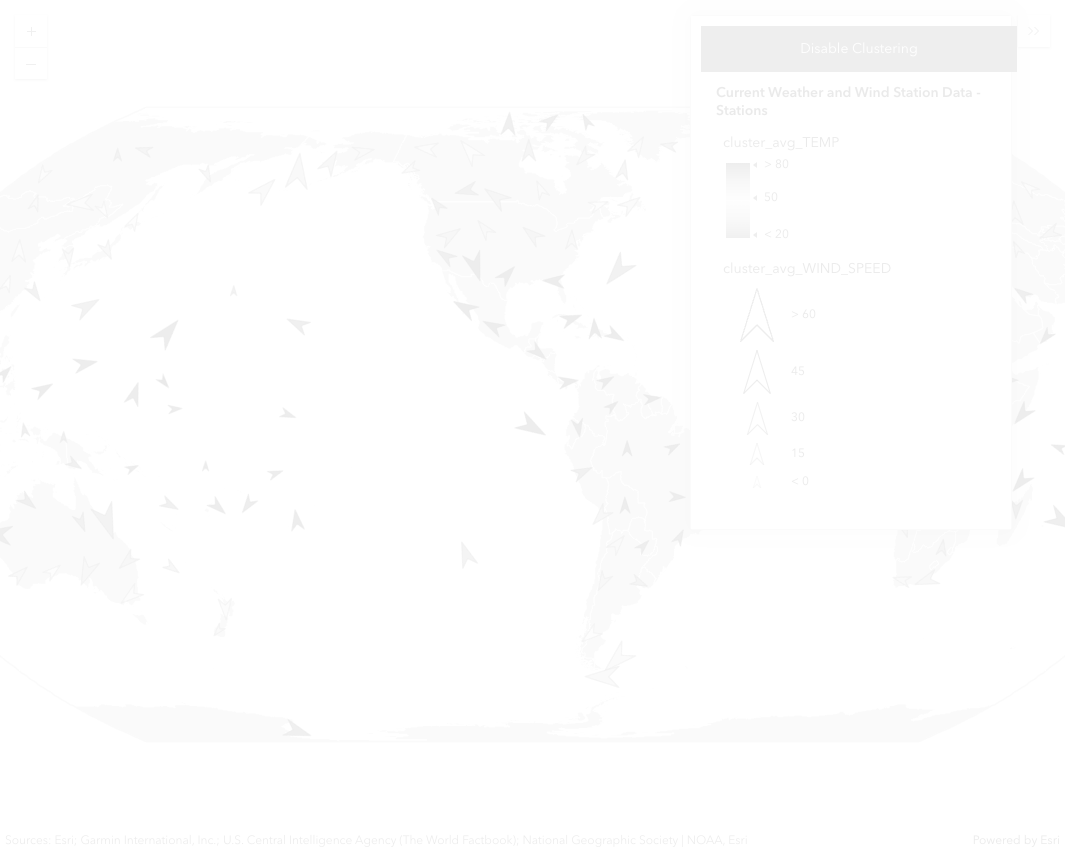 +
−
Disable Clustering
Current Weather and Wind Station Data -
Stations
cluster_avg_TEMP
> 80
50
< 20
cluster_avg_WIND_SPEED
> 60
45
30
15
< 0
Sources: Esri; Garmin International, Inc.; U.S. Central Intelligence Agency (The World Factbook); National Geographic Society | NOAA, Esri
Powered by Esri